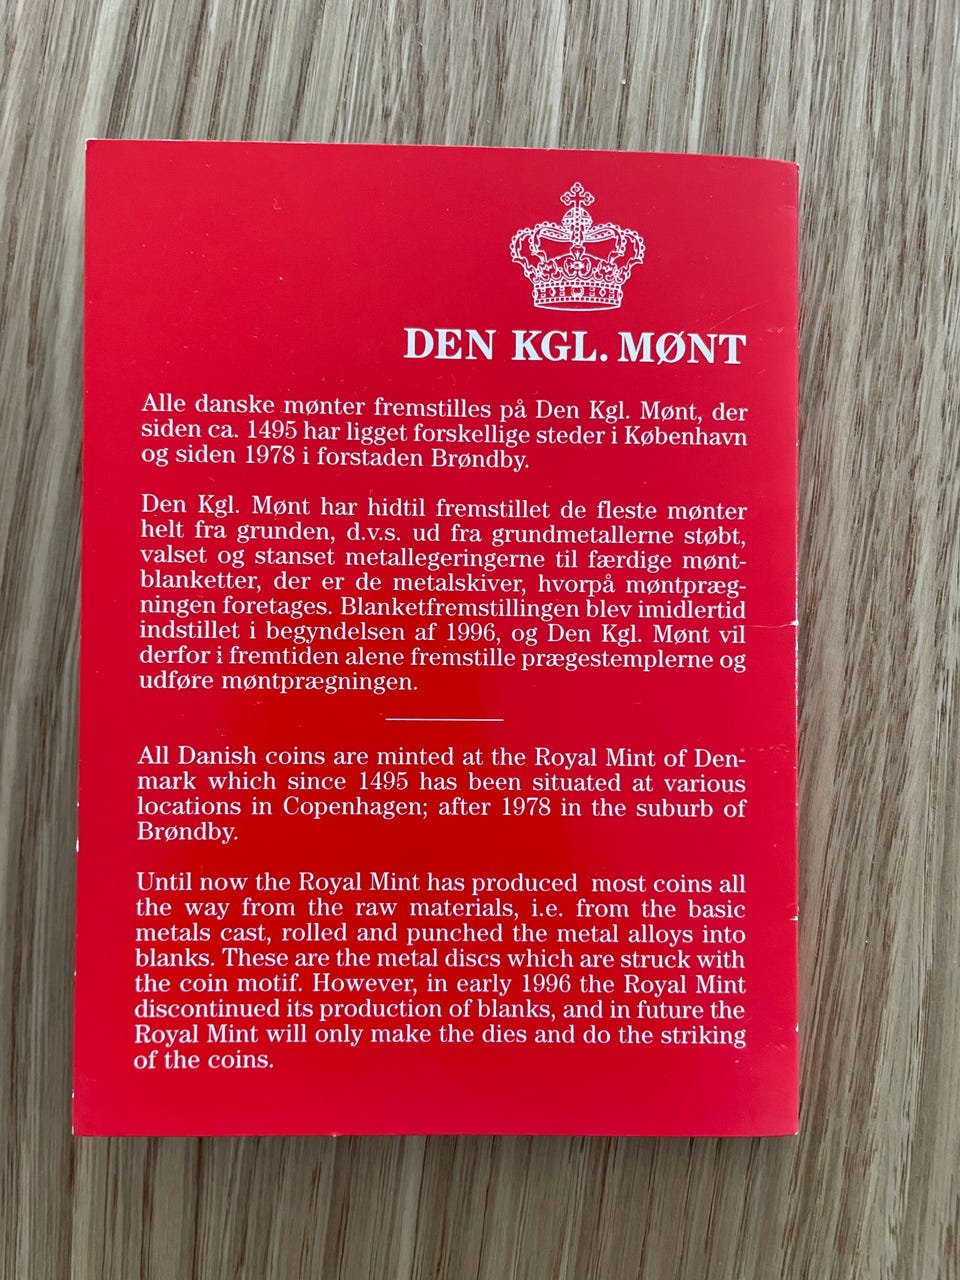 DEN KGL. MØNT
Alle danske mønter fremstilles på Den Kgl. Mønt, der
siden ca. 1495 har ligget forskellige steder i København
og siden 1978 i forstaden Brøndby.
Den Kgl. Mønt har hidtil fremstillet de fleste mønter
helt fra grunden, d.v.s. ud fra grundmetallerne støbt,
valset og stanset metallegeringerne til færdige mønt-
blanketter, der er de metalskiver, hvorpå møntpræg-
ningen foretages. Blanketfremstillingen blev imidlertid
indstillet i begyndelsen af 1996, og Den Kgl. Mønt vil
derfor i fremtiden alene fremstille prægestemplerne og
udføre møntprægningen.
All Danish coins are minted at the Royal Mint of Den-
mark which since 1495 has been situated at various
locations in Copenhagen; after 1978 in the suburb of
Brøndby.
Until now the Royal Mint has produced most coins all
the way from the raw materials, i.e. from the basic
metals cast, rolled and punched the metal alloys into
blanks. These are the metal discs which are struck with
the coin motif. However, in early 1996 the Royal Mint
discontinued its production of blanks, and in future the
Royal Mint will only make the dies and do the striking
of the coins.